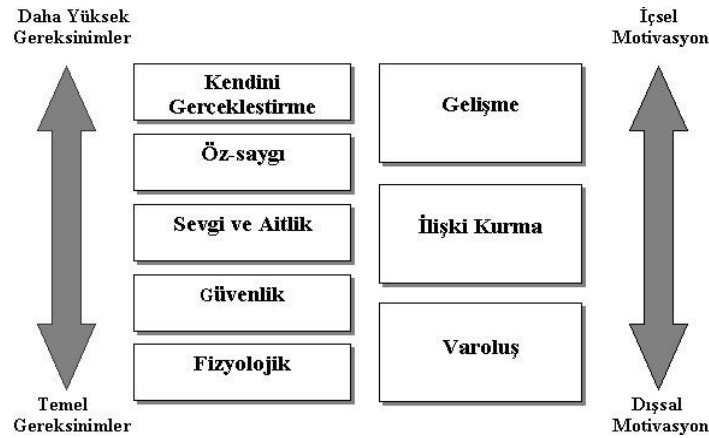 Daha Yüksek
Gereksinimler
İçsel
Motivasyon
Kendini
Gerçeklestirme
Gelişme
Öz-saygı
Sevgi ve Aitlik
İlişki Kurma
Güvenlik
Varoluş
Fizyolojik
Temel
Gereksinimler
Dışsal
Motivasyon